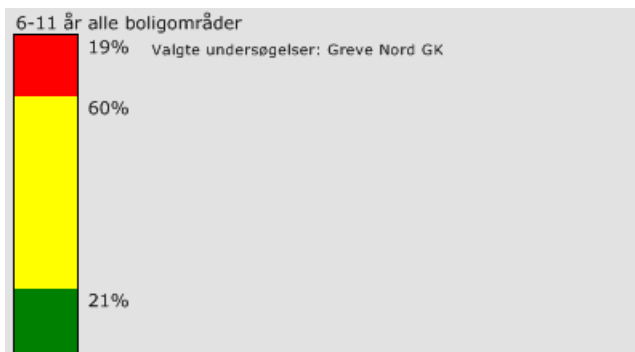 6-11 år alle boligområder
19% Valgte undersøgelser: Greve Nord GK
60%
21%